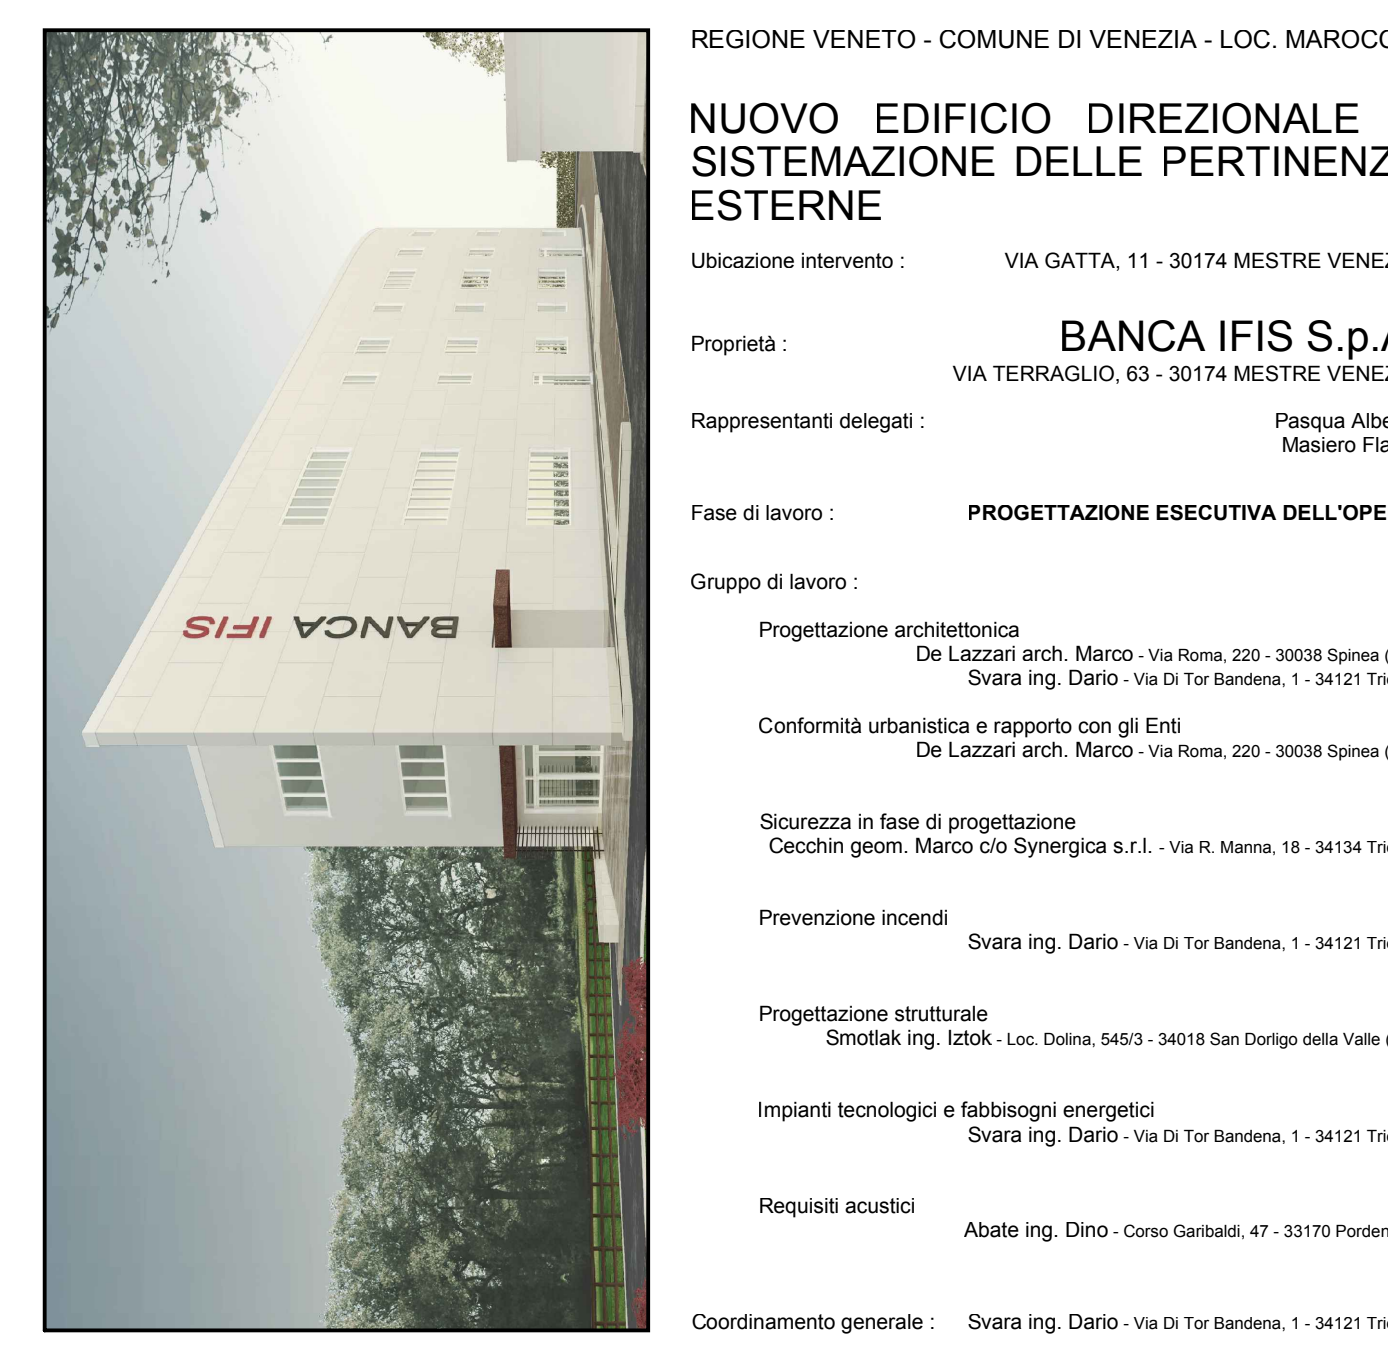 REGIONE VENETO - COMUNE DI VENEZIA - LOC. MAROCC
NUOVO EDIFICIO DIREZIONALE
SISTEMAZIONE DELLE PERTINENZ
ESTERNE
Ubicazione intervento : VIA GATTA, 11 - 30174 MESTRE VENE
Proprietà : BANCA IFIS S.p.
VIA TERRAGLIO, 63 - 30174 MESTRE VENE
Rappresentanti delegati : Pasqua Albe
Masiero Fla
Fase di lavoro : PROGETTAZIONE ESECUTIVA DELL'OPE
Gruppo di lavoro :
Progettazione architettonica
De Lazzari arch. Marco - Via Roma, 220 - 30038 Spinea (
Svara ing. Dario - Via Di Tor Bandena, 1 - 34121 Tri
Conformità urbanistica e rapporto con gli Enti
De Lazzari arch. Marco - Via Roma, 220 - 30038 Spinea (
Sicurezza in fase di progettazione
Cecchin geom. Marco c/o Synergica s.r.l. - Via R. Manna, 18 - 34134 Tri
Prevenzione incendi
Svara ing. Dario - Via Di Tor Bandena, 1 - 34121 Tri
Progettazione strutturale
Smotlak ing. Iztok - Loc. Dolina, 545/3 - 34018 San Dorligo della Valle (
Impianti tecnologici e fabbisogni energetici
Svara ing. Dario - Via Di Tor Bandena, 1 - 34121 Tri
Requisiti acustici
Abate ing. Dino - Corso Garibaldi, 47 - 33170 Porden
Coordinamento generale : Svara ing. Dario - Via Di Tor Bandena, 1 - 34121 Tri
BANCA IFIS